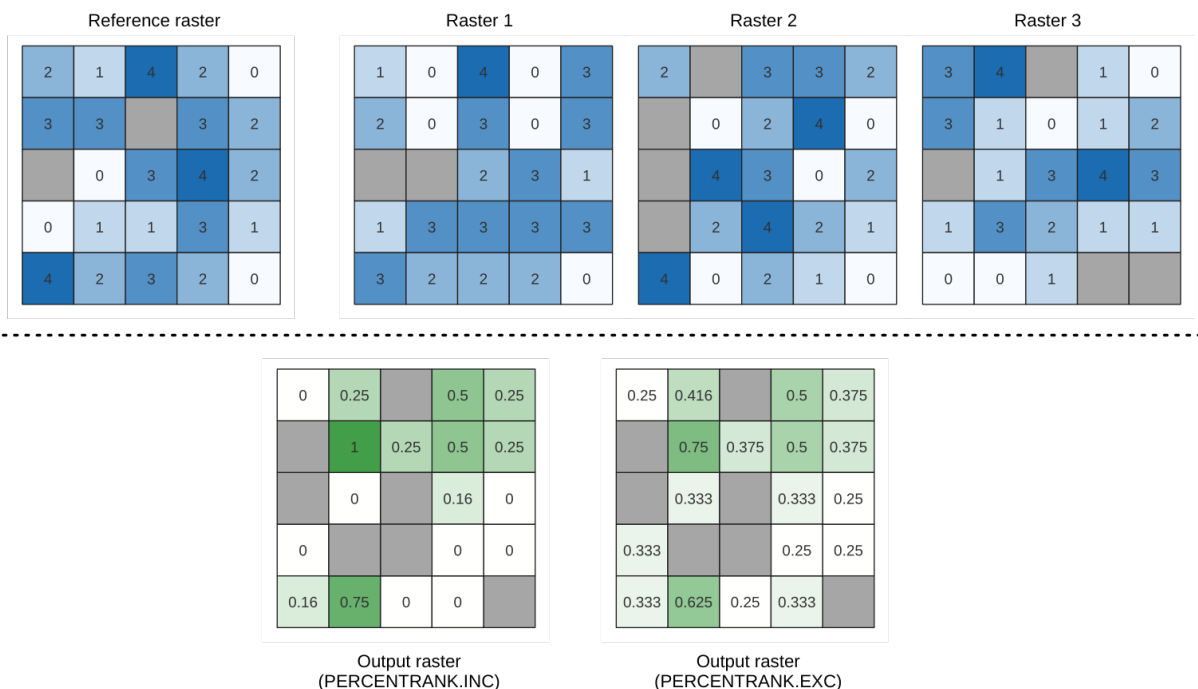 Reference raster
Raster 1
Raster 2
Raster 3
2 1 4 2 0
1 0 4 0 3
2 3 3 2
3 4 1 0
3 3 3 2
2 0 3 0 3
0 2 4 0
3 1 0 1 2
0 3 4 2
2 3 1
4 3 0 2
1 3 4 3
0 1 1 3 1
1 3 3 3 3
2 4 2 1
1 3 2 1 1
4 2 3 2 0
3 2 2 2 0
4 0 2 1 0
0 0 1
0 0.25 0.5 0.25
0.25 0.416 0.5 0.375
1 0.25 0.5 0.25
0.75 0.375 0.5 0.375
0 0.16 0
0.333 0.333 0.25
0 0 0
0.333 0.25 0.25
0.16 0.75 0 0
0.333 0.625 0.25 0.333
Output raster
(PERCENTRANK.INC)
Output raster
(PERCENTRANK.EXC)